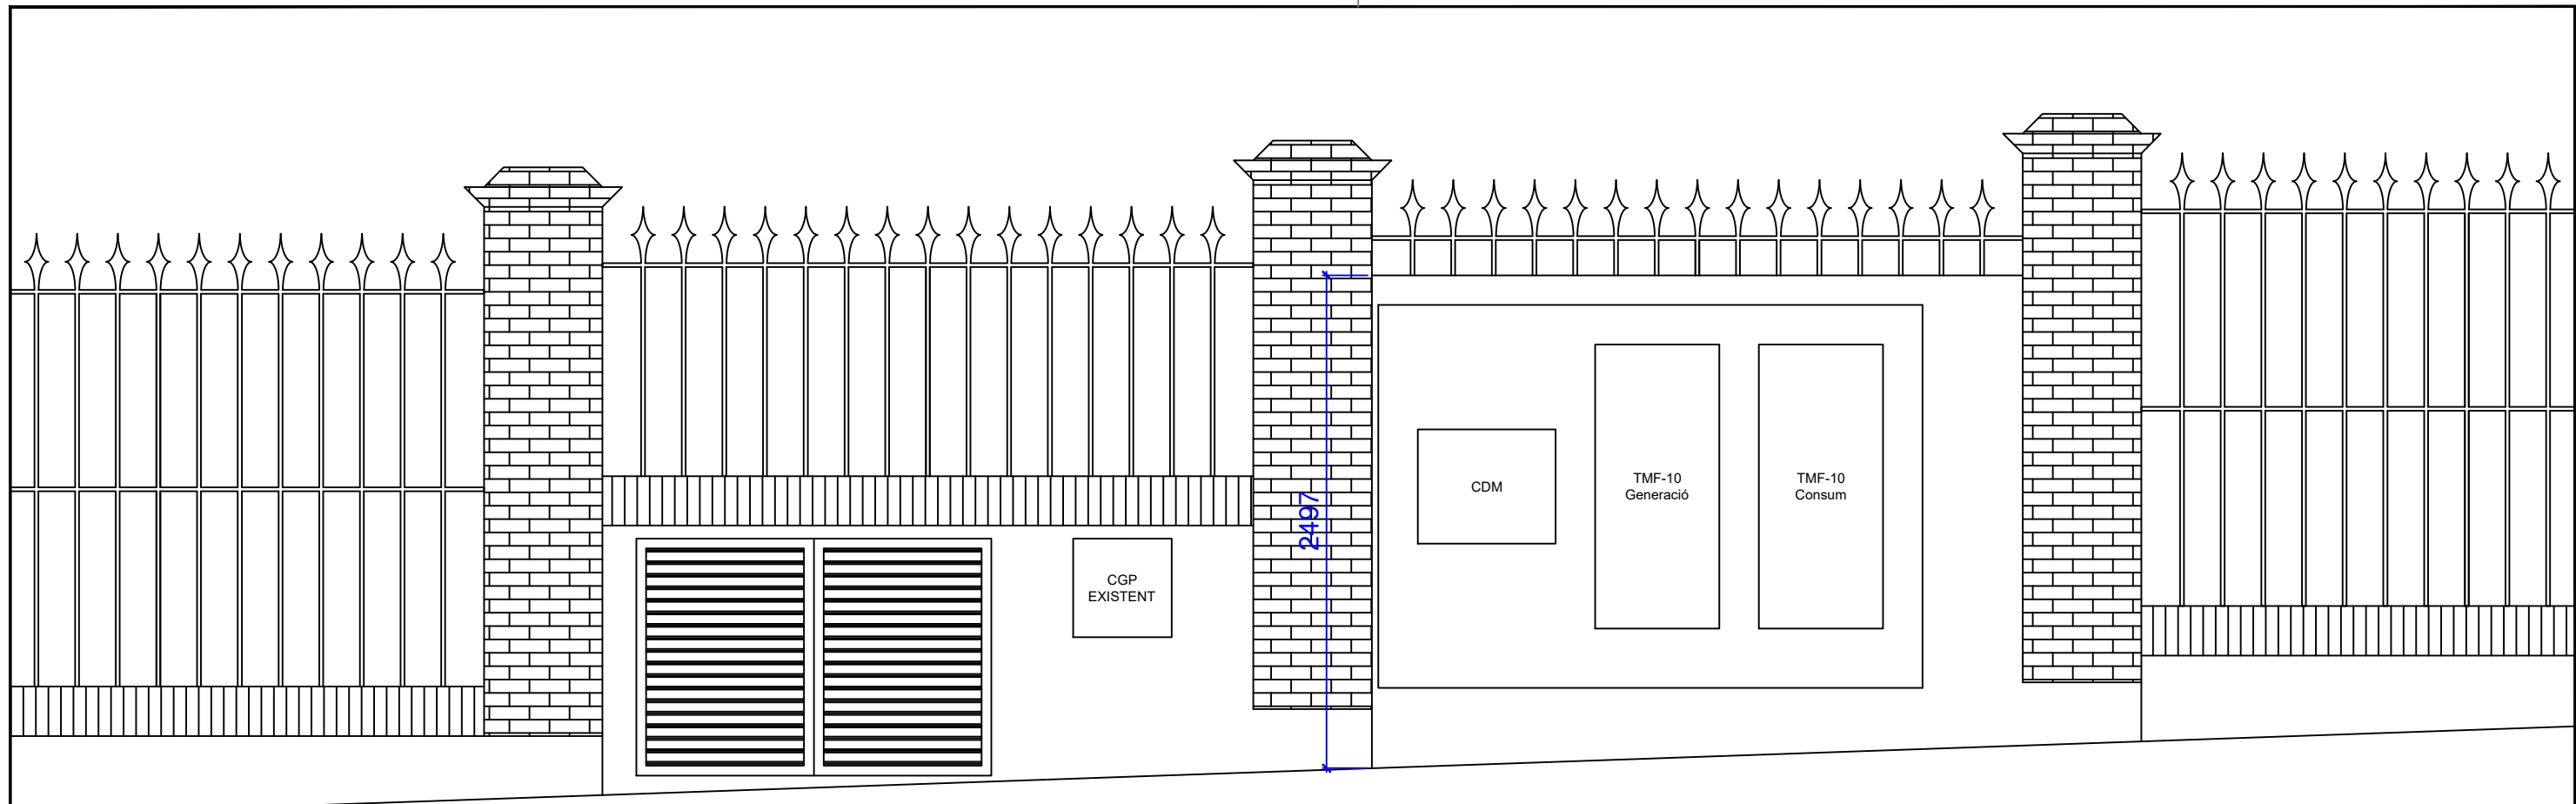 2497
CDM
TMF-10
Generació
TMF-10
Consum
CGP
EXISTENT